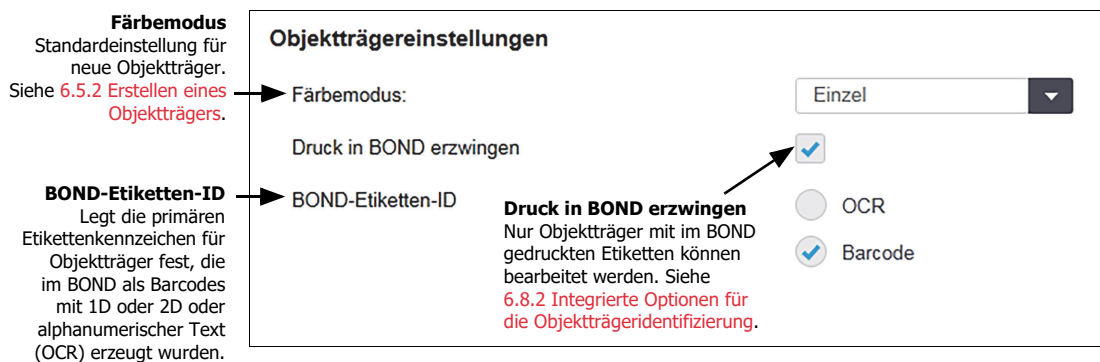 Färbemodus
Standardeinstellung für
neue Objektträger.
Siehe 6.5.2 Erstellen eines
Objektträgers.
BOND-Etiketten-ID
Legt die primären
Etikettenkennzeichen für
Objektträger fest, die
im BOND als Barcodes
mit 1D oder 2D oder
alphanumerischer Text
(OCR) erzeugt wurden.
Objektträgereinstellungen
Färbemodus:
Einzel
Druck in BOND erzwingen
BOND-Etiketten-ID
OCR
Barcode
Druck in BOND erzwingen
Nur Objektträger mit im BOND
gedruckten Etiketten können
bearbeitet werden. Siehe
6.8.2 Integrierte Optionen für
die Objektträgeridentifizierung.